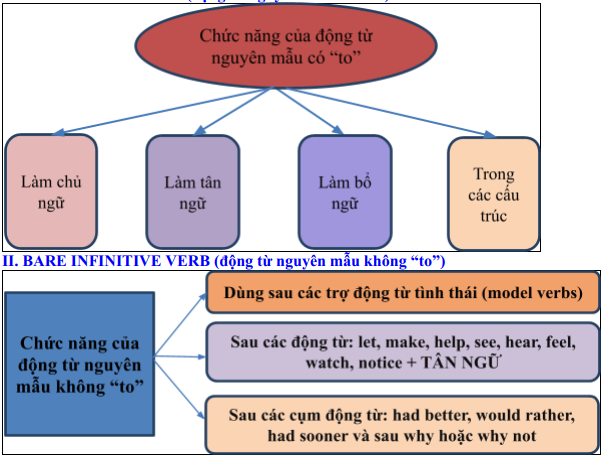 Chức năng của động từ
nguyên mẫu có “to”
Làm chủ
ngữ
Làm tân
ngữ
Làm bổ
ngữ
Trong
các cấu
trúc
II. BARE INFINITIVE VERB (động từ nguyên mẫu không “to”)
Chức năng của
động từ nguyên
mẫu không “to”
Dùng sau các trợ động từ tình thái (model verbs)
Sau các động từ: let, make, help, see, hear, feel,
watch, notice + TÂN NGỮ
Sau các cụm động từ: had better, would rather,
had sooner và sau why hoặc why not